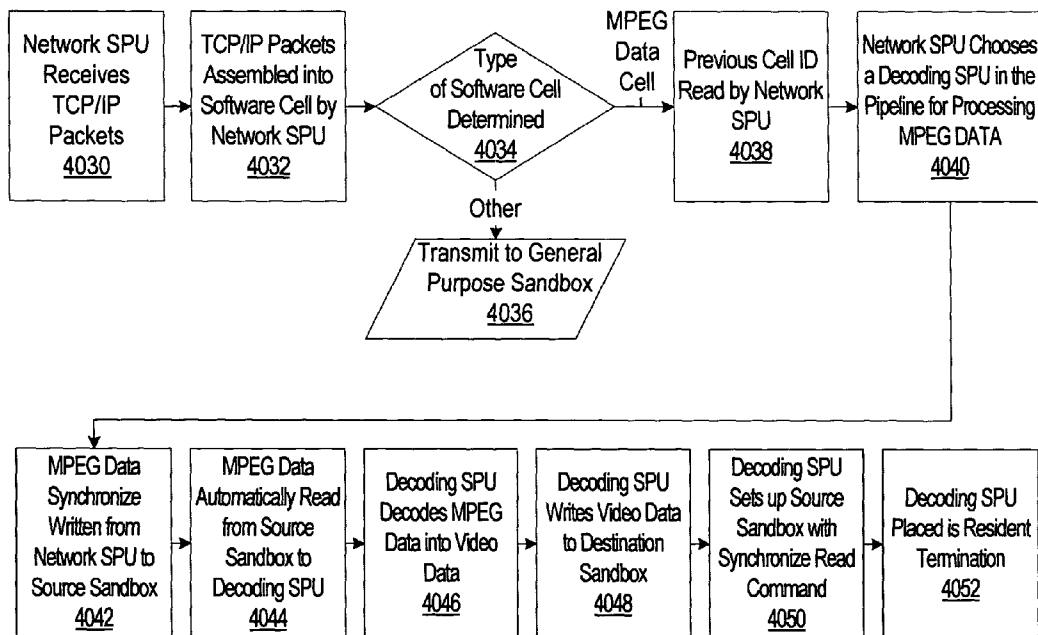 Network SPU
Receives
TCP/IP
Packets
4030
TCP/IP Packets
Assembled into
Software Cell by
Network SPU
4032
Type
of Software Cell
Determined
4034
MPEG
Data
Cell
Previous Cell ID
Read by Network
SPU
4038
Network SPU Chooses
a Decoding SPU in the
Pipeline for Processing
MPEG DATA
4040
Other
Transmit to General
Purpose Sandbox
4036
MPEG Data
Synchronize
Written from
Network SPU to
Source Sandbox
4042
MPEG Data
Automatically Read
from Source
Sandbox to
Decoding SPU
4044
Decoding SPU
Decodes MPEG
Data into Video
Data
4046
Decoding SPU
Writes Video Data
to Destination
Sandbox
4048
Decoding SPU
Sets up Source
Sandbox with
Synchronize Read
Command
4050
Decoding SPU
Placed is Resident
Termination
4052